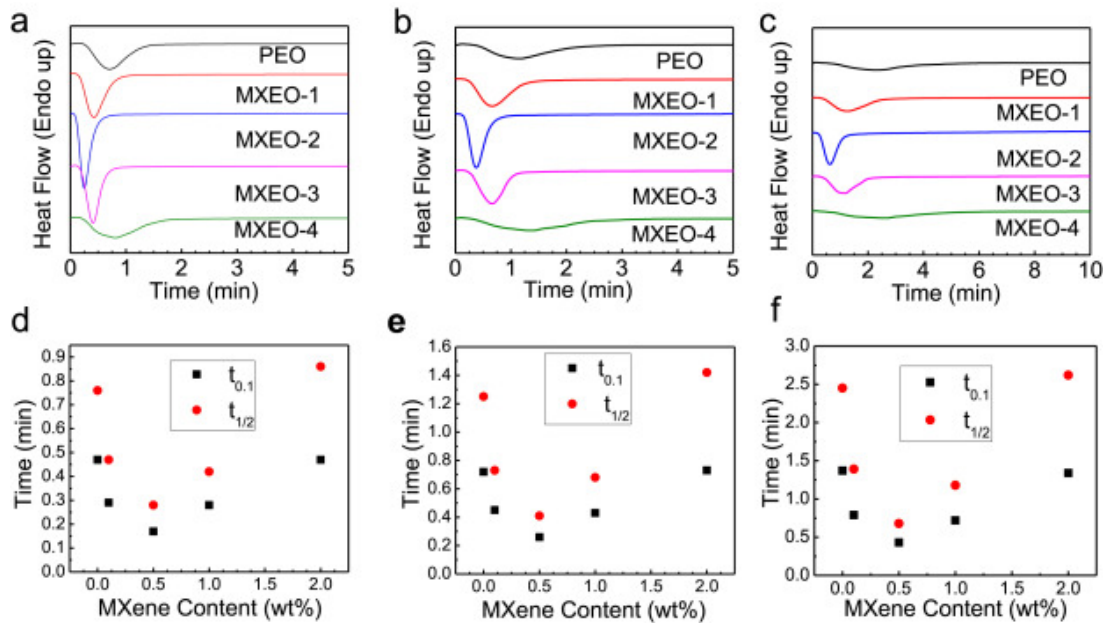 a
Heat Flow (Endo up)
PEO
MXEO-1
MXEO-2
MXEO-3
MXEO-4
0 1 2 3 4 5
Time (min)
b
Heat Flow (Endo up)
PEO
MXEO-1
MXEO-2
MXEO-3
MXEO-4
0 1 2 3 4 5
Time (min)
c
Heat Flow (Endo up)
PEO
MXEO-1
MXEO-2
MXEO-3
MXEO-4
0 2 4 6 8 10
Time (min)
d
Time (min)
0.9
0.8
0.7
0.6
0.5
0.4
0.3
0.2
0.1
0.0
t0.1
t1/2
0.0 0.5 1.0 1.5 2.0
MXene Content (wt%)
e
Time (min)
1.6
1.4
1.2
1.0
0.8
0.6
0.4
0.2
0.0
t0.1
t1/2
0.0 0.5 1.0 1.5 2.0
MXene Content (wt%)
f
Time (min)
3.0
2.5
2.0
1.5
1.0
0.5
0.0
t0.1
t1/2
0.0 0.5 1.0 1.5 2.0
MXene Content (wt%)